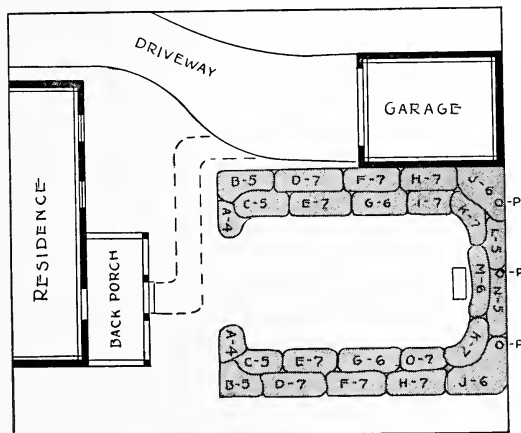 DRIVEWAY
GARAGE
RESIDENCE
BACK PORCH
B-5 D-7 F-7 H-7 J-6
O-P
A-4 C-5 E-7 G-6 I-7 K-7
L-5
O-P
M-6 N-5
O-P
A-4
C-5 E-7 G-6 O-7 K-7
B-5 D-7 F-7 H-7 J-6